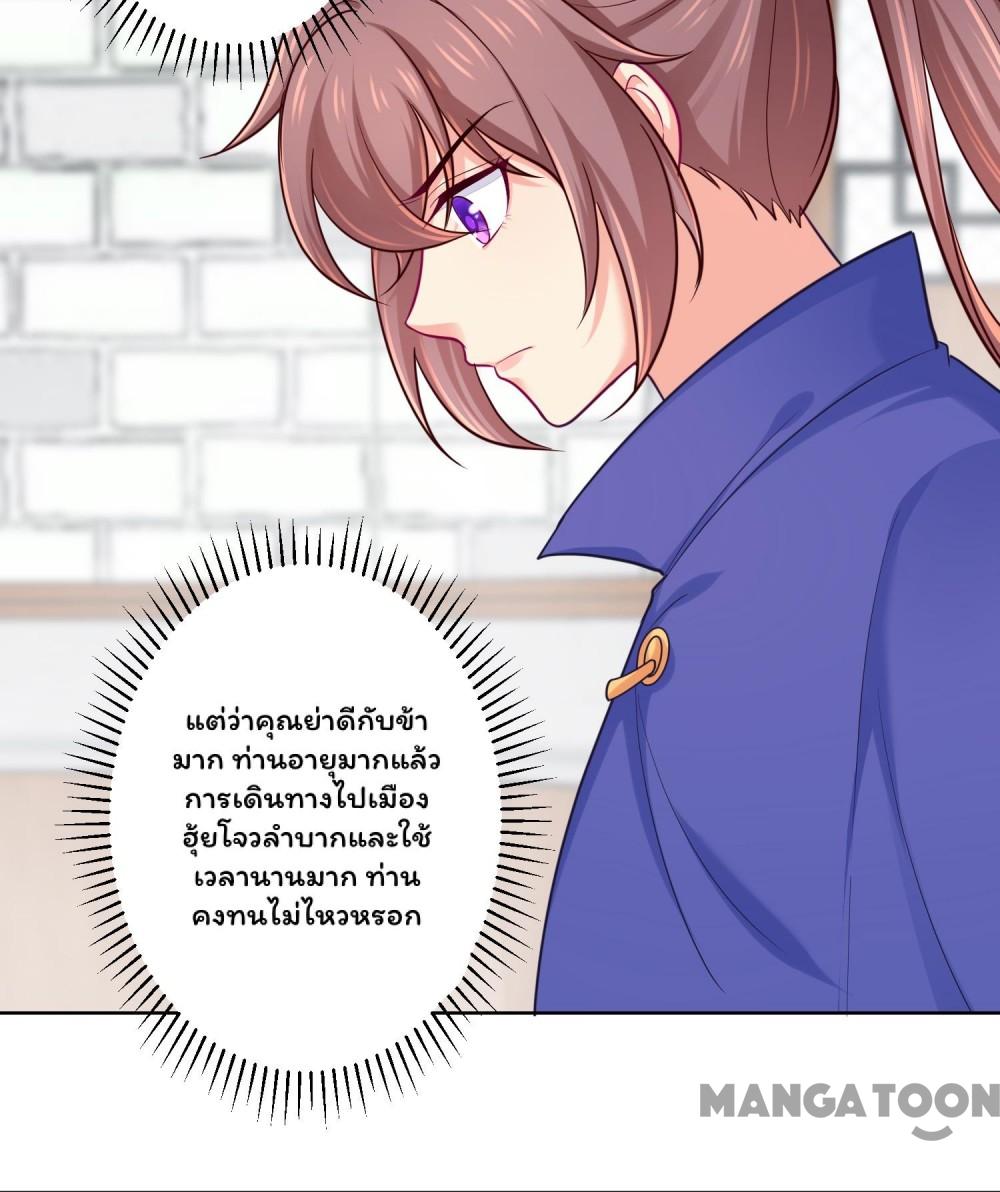 แต่ว่าคุณย่าดีกับข้า
มาก ท่านอายุมากแล้ว
การเดินทางไปเมือง
ฮุ้ยโจวลำบากและใช้
เวลานานมาก ท่าน
คงทนไม่ไหวหรอก
MANGATOON